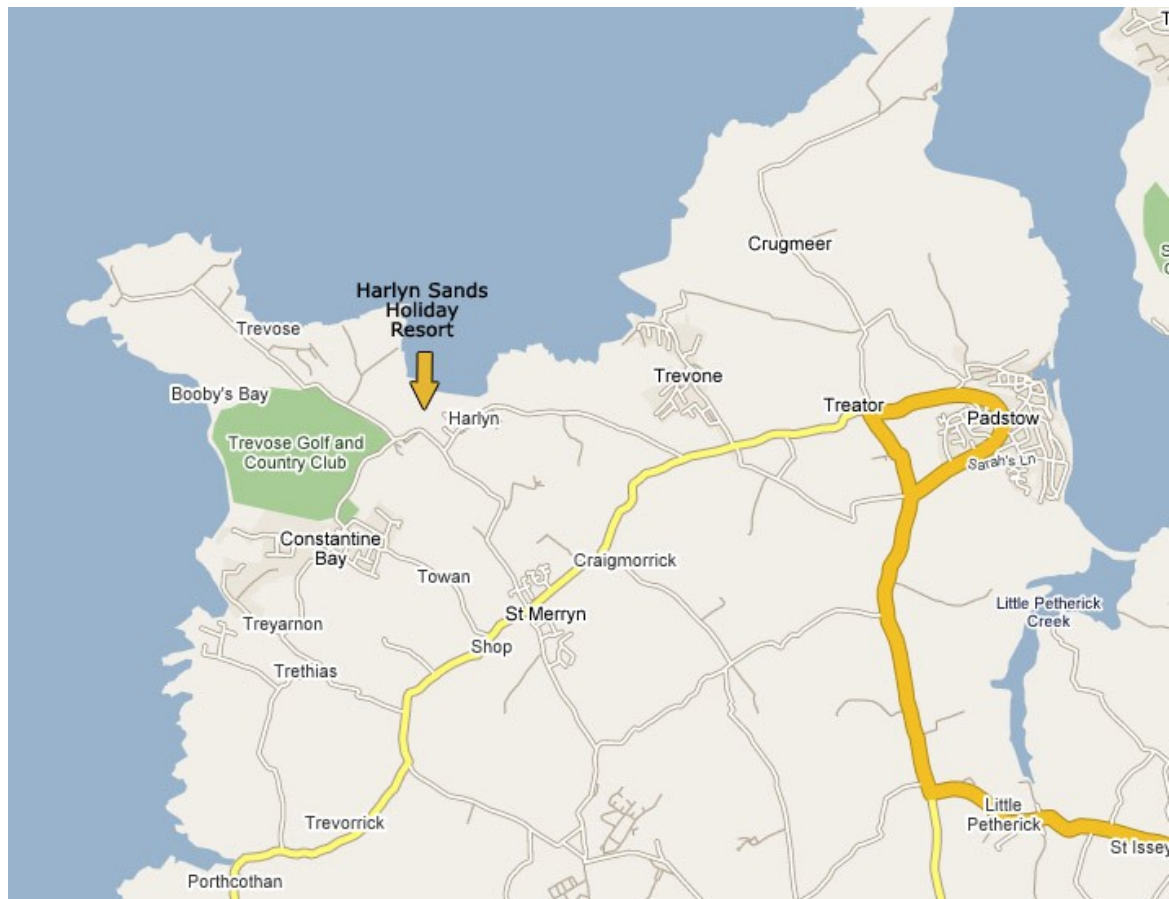 T
S
C
Crugmeer
Harlyn Sands
Holiday
Resort
Trevose
Trevone
Booby's Bay
Treator
Padstow
Harlyn
Trevose Golf and
Country Club
Sarah's Ln
Constantine
Bay
Craigmorrick
Towan
Little Petherick
Creek
St Merryn
Treyarnon
Shop
Trethias
Little
Petherick
Trevorrick
St Issey
Porthcothan